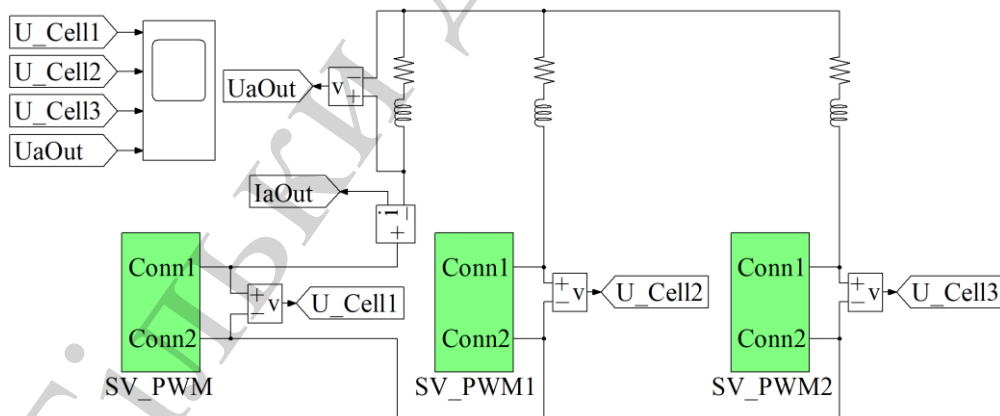 U_Cell1
U_Cell2
U_Cell3
UaOut
UaOut
v
−
+
IaOut
i
−
+
Conn1
Conn2
SV_PWM
+
−
v
U_Cell1
Conn1
Conn2
SV_PWM1
+
−
v
U_Cell2
Conn1
Conn2
SV_PWM2
+
−
v
U_Cell3